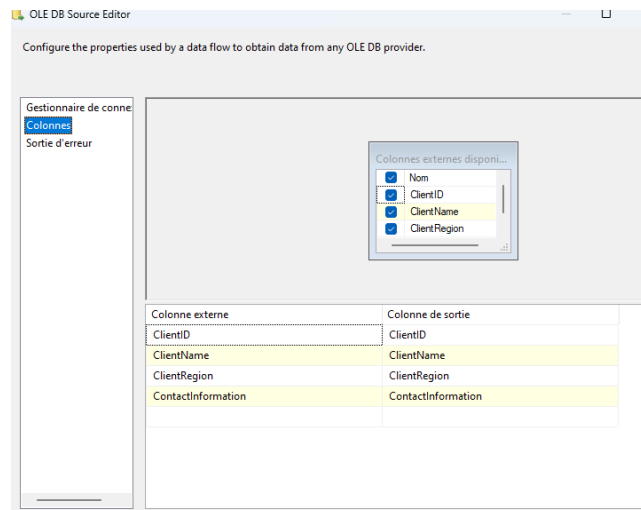 OLE DB Source Editor
Configure the properties used by a data flow to obtain data from any OLE DB provider.
Gestionnaire de conne
Colonnes
Sortie d'erreur
Colonnes externes disponi...
Nom
ClientID
ClientName
ClientRegion
Colonne externe Colonne de sortie
ClientID ClientID
ClientName ClientName
ClientRegion ClientRegion
ContactInformation ContactInformation